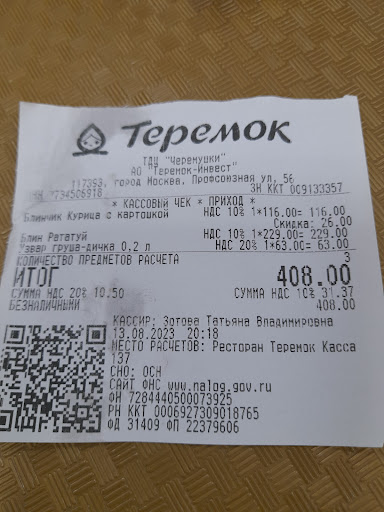 Теремок
ТДЦ "Черемушки"
АО "Теремок-Инвест"
117393, город Москва, Профсоюзная ул, 56
ИНН 7734506918 ЗН ККТ 009133357
* КАССОВЫЙ ЧЕК * ПРИХОД *
Блинчик Курица с картошкой НДС 10% 1*116.00= 116.00
Скидка: 26.00
Блин Рататуй НДС 10% 1*229.00= 229.00
Узвар груша-дичка 0,2 л НДС 20% 1*63.00= 63.00
КОЛИЧЕСТВО ПРЕДМЕТОВ РАСЧЕТА 3
ИТОГ 408.00
СУММА НДС 20% 10.50 СУММА НДС 10% 31.37
БЕЗНАЛИЧНЫМИ 408.00
КАССИР: Зотова Татьяна Владимировна
13.08.2023 20:18
МЕСТО РАСЧЕТОВ: Ресторан Теремок Касса
137
СНО: ОСН
САЙТ ФНС www.nalog.gov.ru
ФН 7284440500073925
РН ККТ 0006927309018765
ФД 31409 ФП 22379606